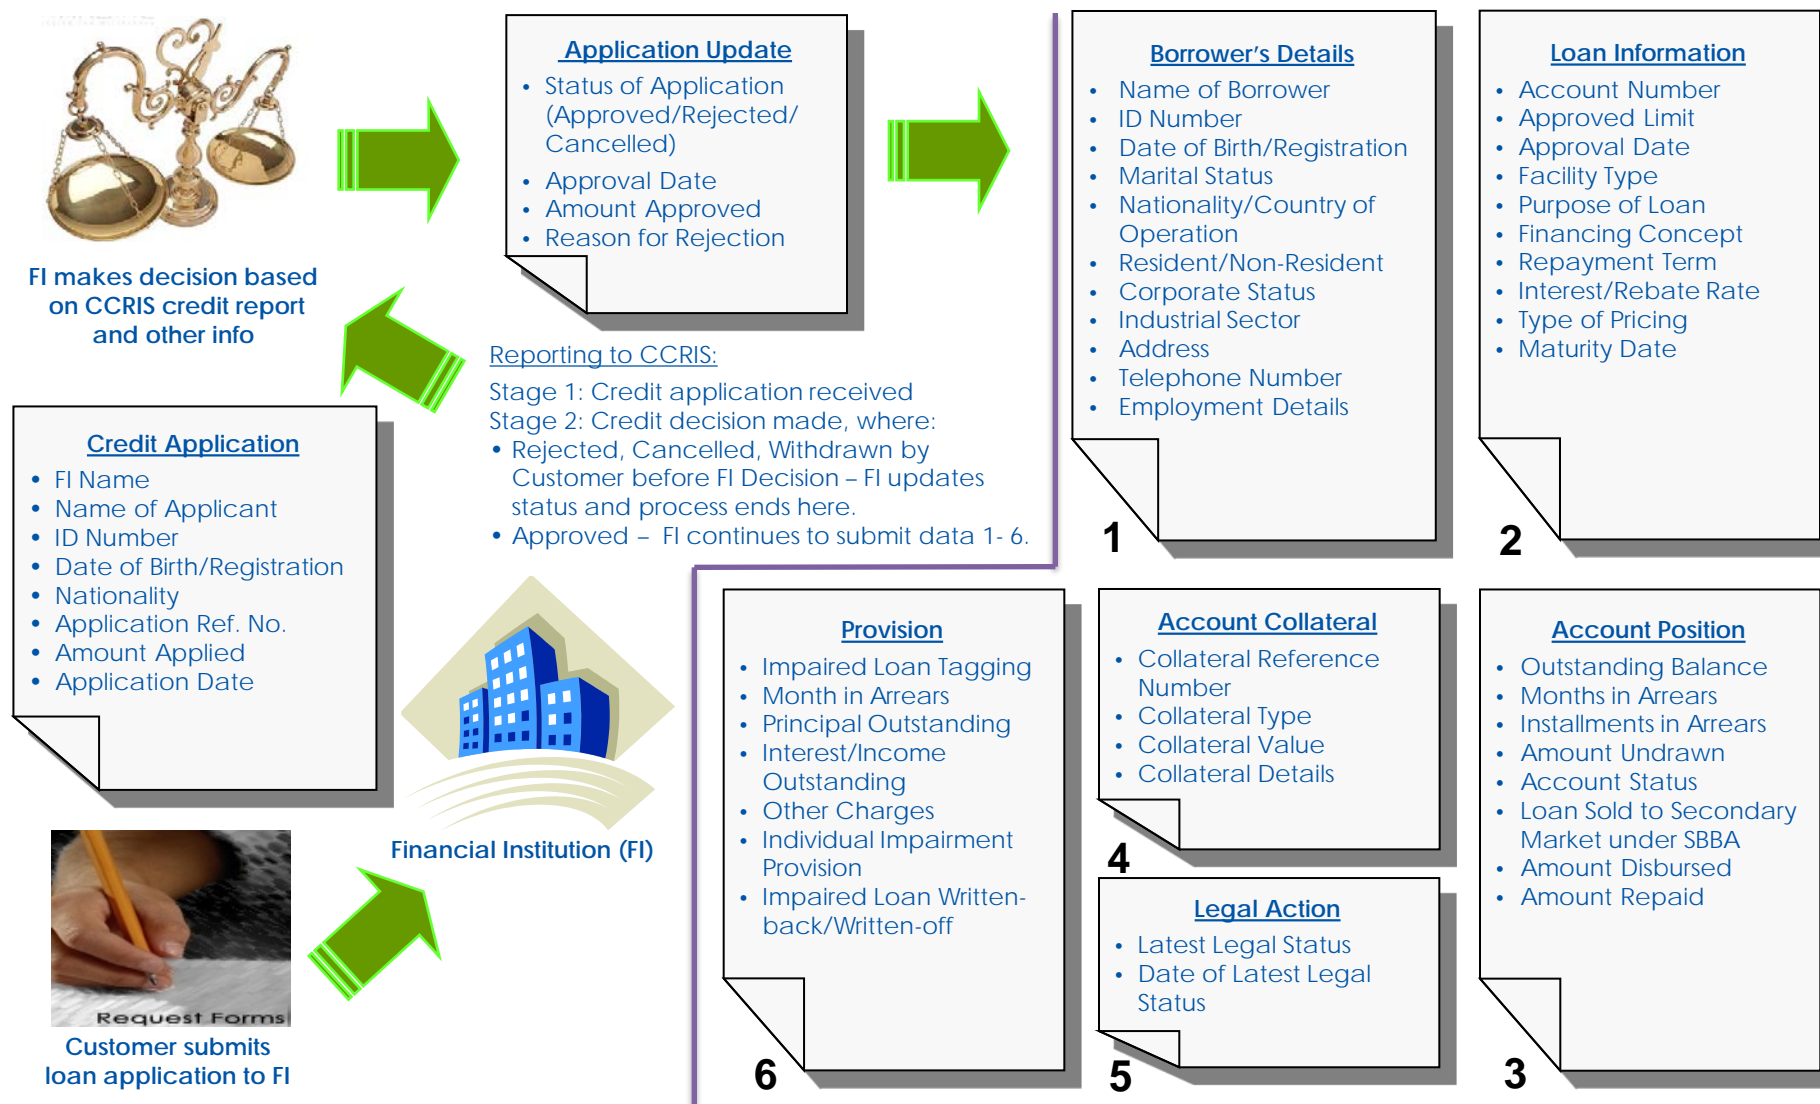 FI makes decision based
on CCRIS credit report
and other info
Application Update
• Status of Application
(Approved/Rejected/
Cancelled)
• Approval Date
• Amount Approved
• Reason for Rejection
Reporting to CCRIS:
Stage 1: Credit application received
Stage 2: Credit decision made, where:
• Rejected, Cancelled, Withdrawn by
Customer before FI Decision – FI updates
status and process ends here.
• Approved – FI continues to submit data 1- 6.
Credit Application
• FI Name
• Name of Applicant
• ID Number
• Date of Birth/Registration
• Nationality
• Application Ref. No.
• Amount Applied
• Application Date
Financial Institution (FI)
Request Forms
Customer submits
loan application to FI
Borrower’s Details
• Name of Borrower
• ID Number
• Date of Birth/Registration
• Marital Status
• Nationality/Country of
Operation
• Resident/Non-Resident
• Corporate Status
• Industrial Sector
• Address
• Telephone Number
• Employment Details
1
Loan Information
• Account Number
• Approved Limit
• Approval Date
• Facility Type
• Purpose of Loan
• Financing Concept
• Repayment Term
• Interest/Rebate Rate
• Type of Pricing
• Maturity Date
2
Provision
• Impaired Loan Tagging
• Month in Arrears
• Principal Outstanding
• Interest/Income
Outstanding
• Other Charges
• Individual Impairment
Provision
• Impaired Loan Written-
back/Written-off
6
Account Collateral
• Collateral Reference
Number
• Collateral Type
• Collateral Value
• Collateral Details
4
Legal Action
• Latest Legal Status
• Date of Latest Legal
Status
5
Account Position
• Outstanding Balance
• Months in Arrears
• Installments in Arrears
• Amount Undrawn
• Account Status
• Loan Sold to Secondary
Market under SBBA
• Amount Disbursed
• Amount Repaid
3